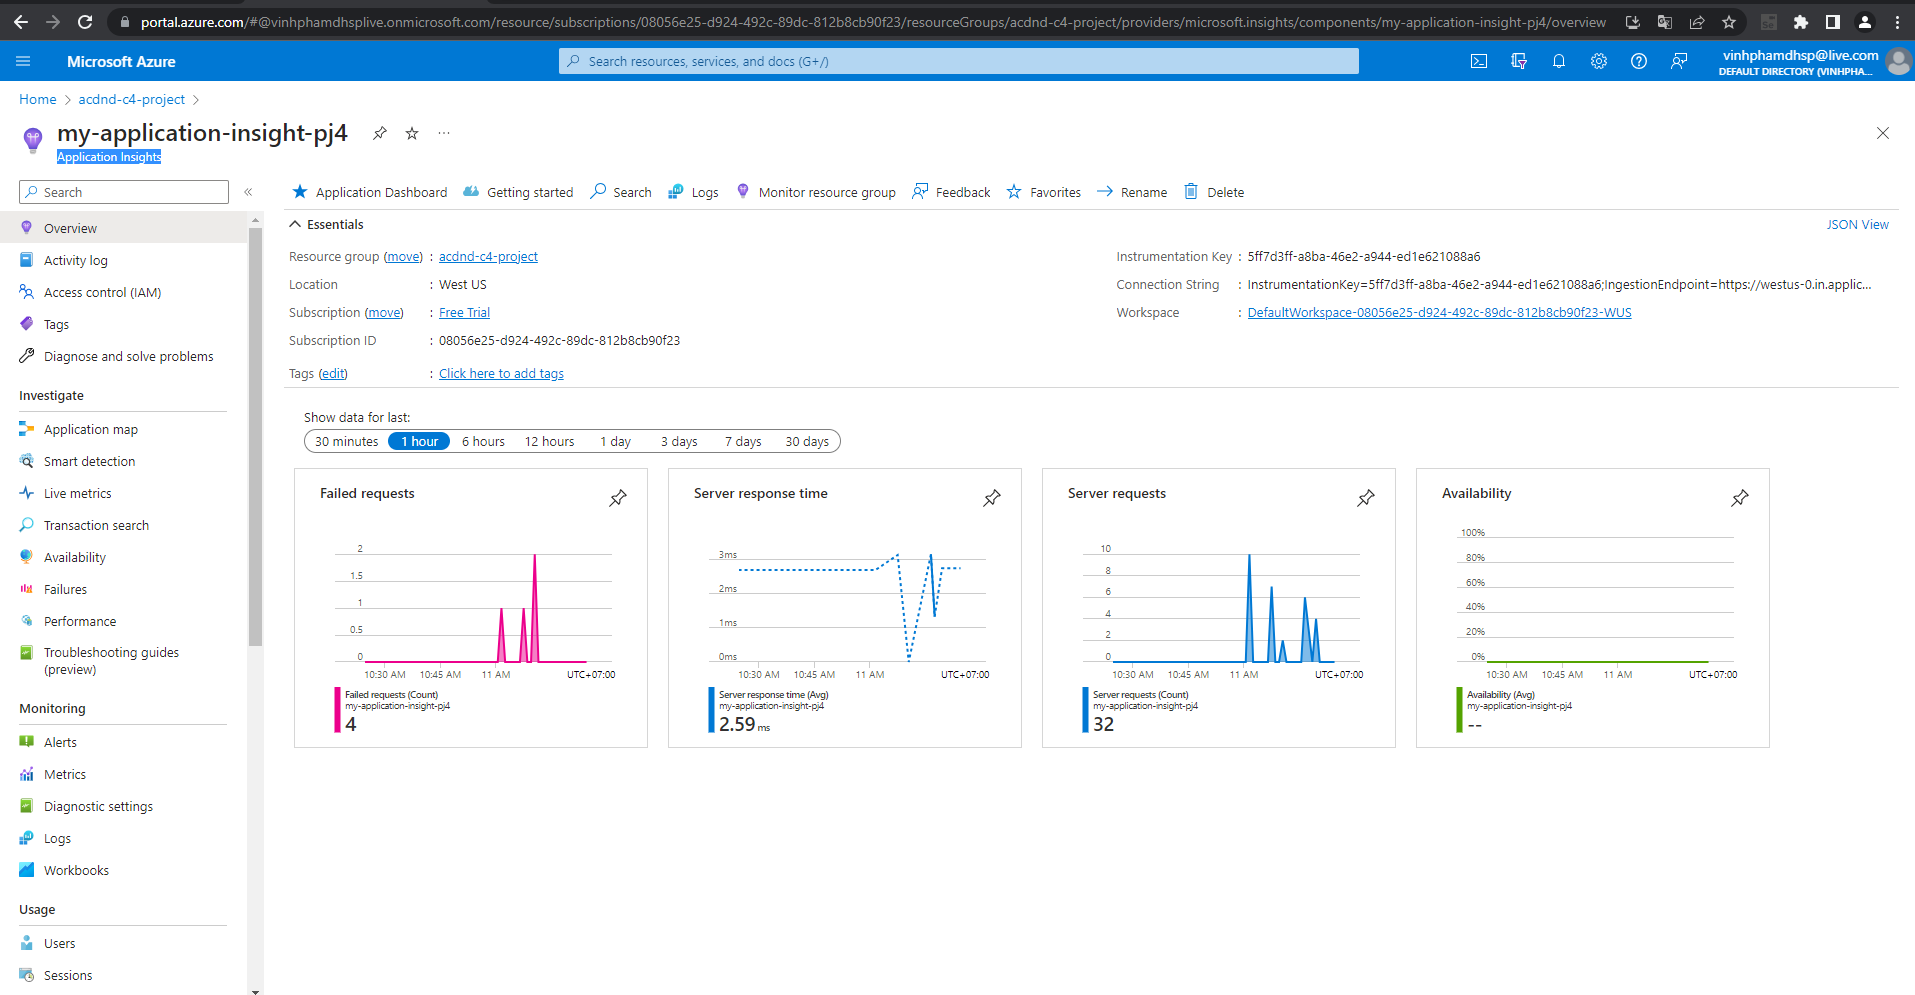 portal.azure.com/#@vinhphamdhsplive.onmicrosoft.com/resource/subscriptions/08056e25-d924-492c-89dc-812b8cb90f23/resourceGroups/acdnd-c4-project/providers/microsoft.insights/components/my-application-insight-pj4/overview
Microsoft Azure
Search resources, services, and docs (G+/)
vinhphamdhsp@live.com
DEFAULT DIRECTORY (VINHPHA...
Home > acdnd-c4-project >
my-application-insight-pj4 ...
Application Insights
Search «
Application Dashboard Getting started Search Logs Monitor resource group Feedback Favorites Rename Delete
Overview
Activity log
Access control (IAM)
Tags
Diagnose and solve problems
Investigate
Application map
Smart detection
Live metrics
Transaction search
Availability
Failures
Performance
Troubleshooting guides
(preview)
Monitoring
Alerts
Metrics
Diagnostic settings
Logs
Workbooks
Usage
Users
Sessions
Essentials
JSON View
Resource group (move) : acdnd-c4-project
Location : West US
Subscription (move) : Free Trial
Subscription ID : 08056e25-d924-492c-89dc-812b8cb90f23
Tags (edit) : Click here to add tags
Instrumentation Key : 5ff7d3ff-a8ba-46e2-a944-ed1e621088a6
Connection String : InstrumentationKey=5ff7d3ff-a8ba-46e2-a944-ed1e621088a6;IngestionEndpoint=https://westus-0.in.applic...
Workspace : DefaultWorkspace-08056e25-d924-492c-89dc-812b8cb90f23-WUS
Show data for last:
30 minutes 1 hour 6 hours 12 hours 1 day 3 days 7 days 30 days
Failed requests
2
1.5
1
0.5
0
10:30 AM 10:45 AM 11 AM UTC+07:00
Failed requests (Count)
my-application-insight-pj4
4
Server response time
3ms
2ms
1ms
0ms
10:30 AM 10:45 AM 11 AM UTC+07:00
Server response time (Avg)
my-application-insight-pj4
2.59 ms
Server requests
10
8
6
4
2
0
10:30 AM 10:45 AM 11 AM UTC+07:00
Server requests (Count)
my-application-insight-pj4
32
Availability
100%
80%
60%
40%
20%
0%
10:30 AM 10:45 AM 11 AM UTC+07:00
Availability (Avg)
my-application-insight-pj4
--